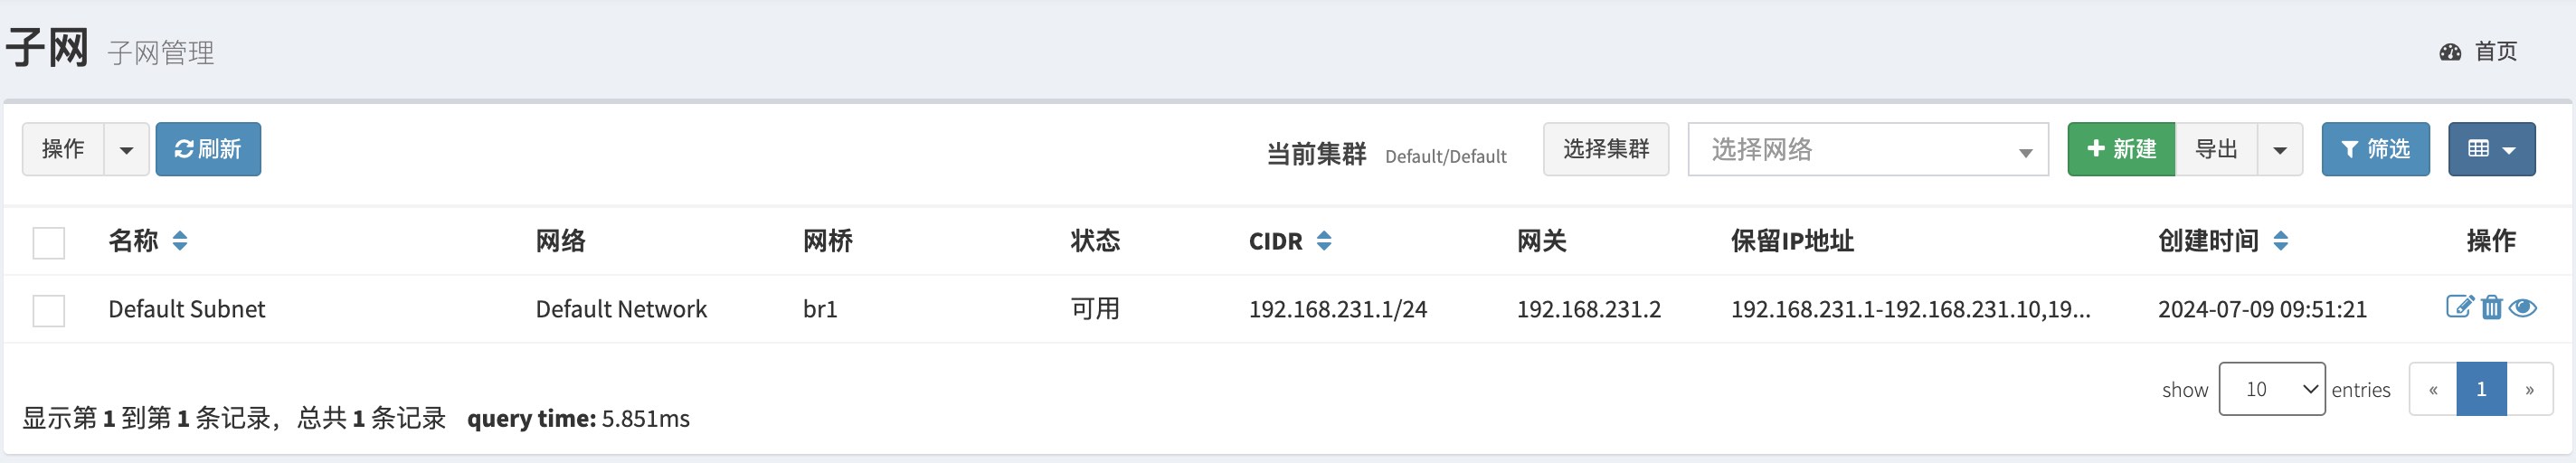 子网 子网管理 首页
操作 刷新 当前集群 Default/Default 选择集群 选择网络 新建 导出 筛选
名称 网络 网桥 状态 CIDR 网关 保留IP地址 创建时间 操作
Default Subnet Default Network br1 可用 192.168.231.1/24 192.168.231.2 192.168.231.1-192.168.231.10,19... 2024-07-09 09:51:21
show 10 entries « 1 »
显示第 1 到第 1 条记录，总共 1 条记录 query time: 5.851ms